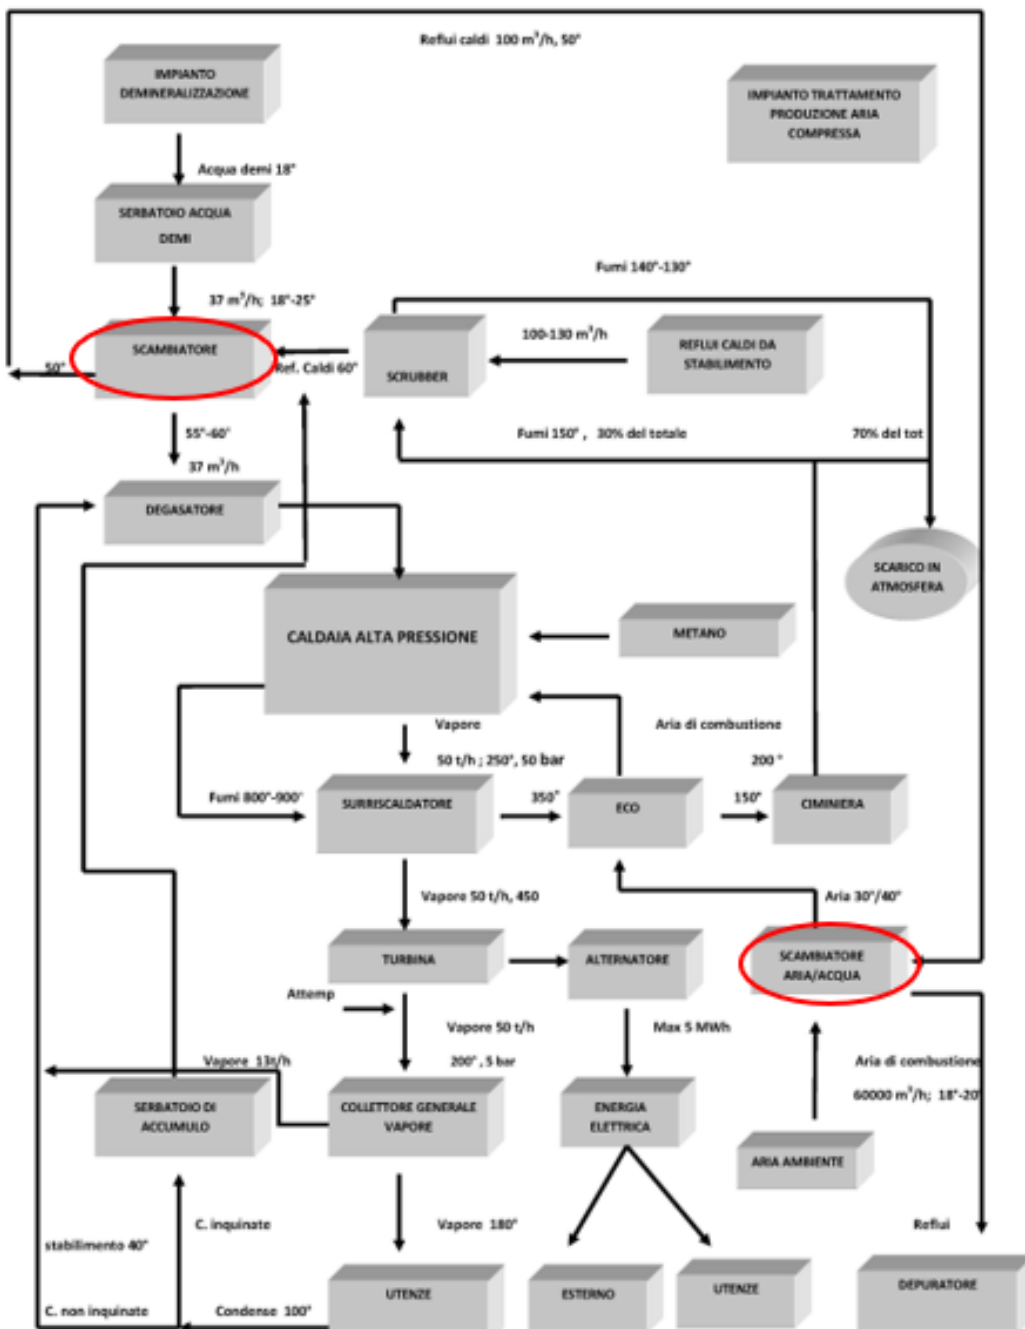 Reflui caldi 100 m³/h, 50°
IMPIANTO
DEMINERALIZZAZIONE
IMPIANTO TRATTAMENTO
PRODUZIONE ARIA
COMPRESSA
Acqua demi 18°
SERBATOIO ACQUA
DEMI
Fumi 140°-130°
37 m³/h; 18°-25°
100-130 m³/h
SCAMBIATORE
REFLUI CALDI DA
STABILIMENTO
50°
Ref. Caldi 60°
SCRUBBER
55°-60°
Fumi 150° , 30% del totale
70% del tot
37 m³/h
DEGASATORE
SCARICO IN
ATMOSFERA
CALDAIA ALTA PRESSIONE
METANO
Vapore
Aria di combustione
50 t/h ; 250°, 50 bar
200 °
Fumi 800°-900°
SURRISCALDATORE
350°
ECO
150°
CIMINIERA
Vapore 50 t/h, 450
Aria 30°/40°
TURBINA
ALTERNATORE
SCAMBIATORE
ARIA/ACQUA
Attemp
Vapore 50 t/h
Max 5 MWh
Vapore 13t/h
200°, 5 bar
Aria di combustione
60000 m³/h; 18°-20°
SERBATOIO DI
ACCUMULO
COLLETTORE GENERALE
VAPORE
ENERGIA
ELETTRICA
ARIA AMBIENTE
C. inquinate
Vapore 180°
Reflui
stabilimento 40°
UTENZE
ESTERNO
UTENZE
DEPURATORE
C. non inquinate
Condense 100°